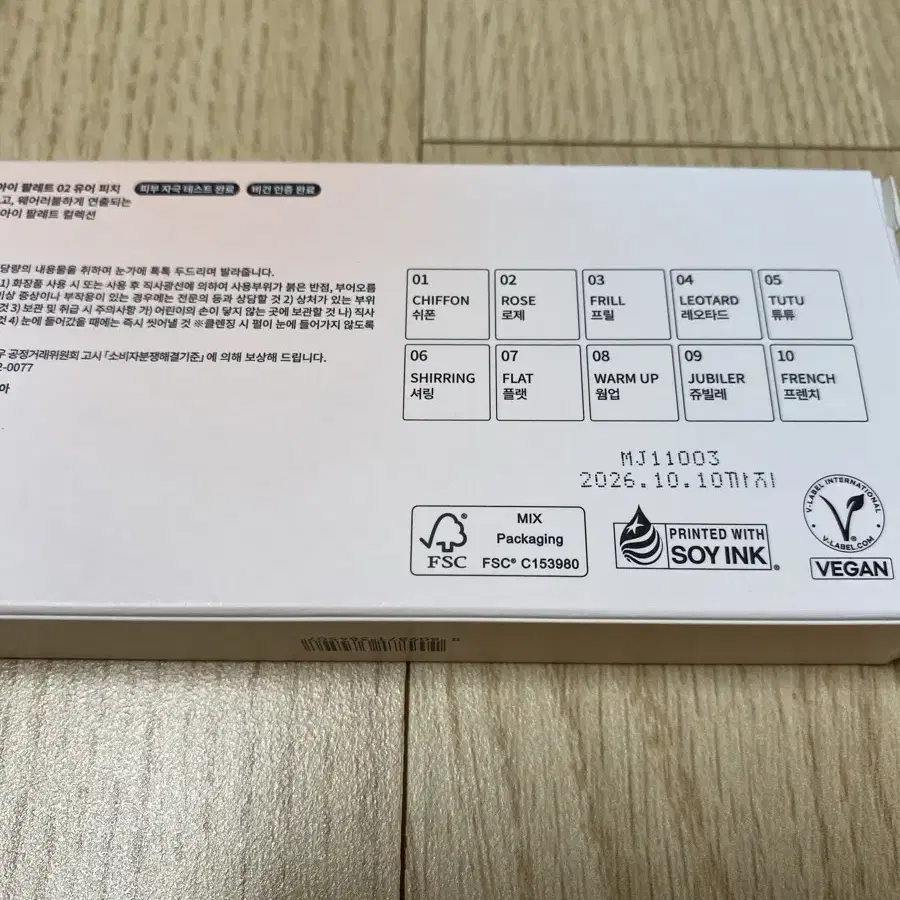 아이 팔레트 02 유어 피치 피부 자극 테스트 완료 비건 인증 완료
고, 웨어러블하게 연출되는
아이 팔레트 컬렉션
당량의 내용물을 취하여 눈가에 톡톡 두드리며 발라줍니다.
1) 화장품 사용 시 또는 사용 후 직사광선에 의하여 사용부위가 붉은 반점, 부어오름
이상 증상이나 부작용이 있는 경우에는 전문의 등과 상담할 것 2) 상처가 있는 부위
것 3) 보관 및 취급 시 주의사항 가) 어린이의 손이 닿지 않는 곳에 보관할 것 나) 직사
것 4) 눈에 들어갔을 때에는 즉시 씻어낼 것 ※클렌징 시 펄이 눈에 들어가지 않도록
우 공정거래위원회 고시 「소비자분쟁해결기준」에 의해 보상해 드립니다.
2-0077
아
01
CHIFFON
쉬폰
02
ROSE
로제
03
FRILL
프릴
04
LEOTARD
레오타드
05
TUTU
튜튜
06
SHIRRING
셔링
07
FLAT
플랫
08
WARM UP
웜업
09
JUBILER
쥬빌레
10
FRENCH
프렌치
MJ11003
2026.10.10까지
FSC
MIX
Packaging
FSC® C153980
PRINTED WITH
SOY INK®
V-LABEL INTERNATIONAL
V-LABEL.COM
VEGAN